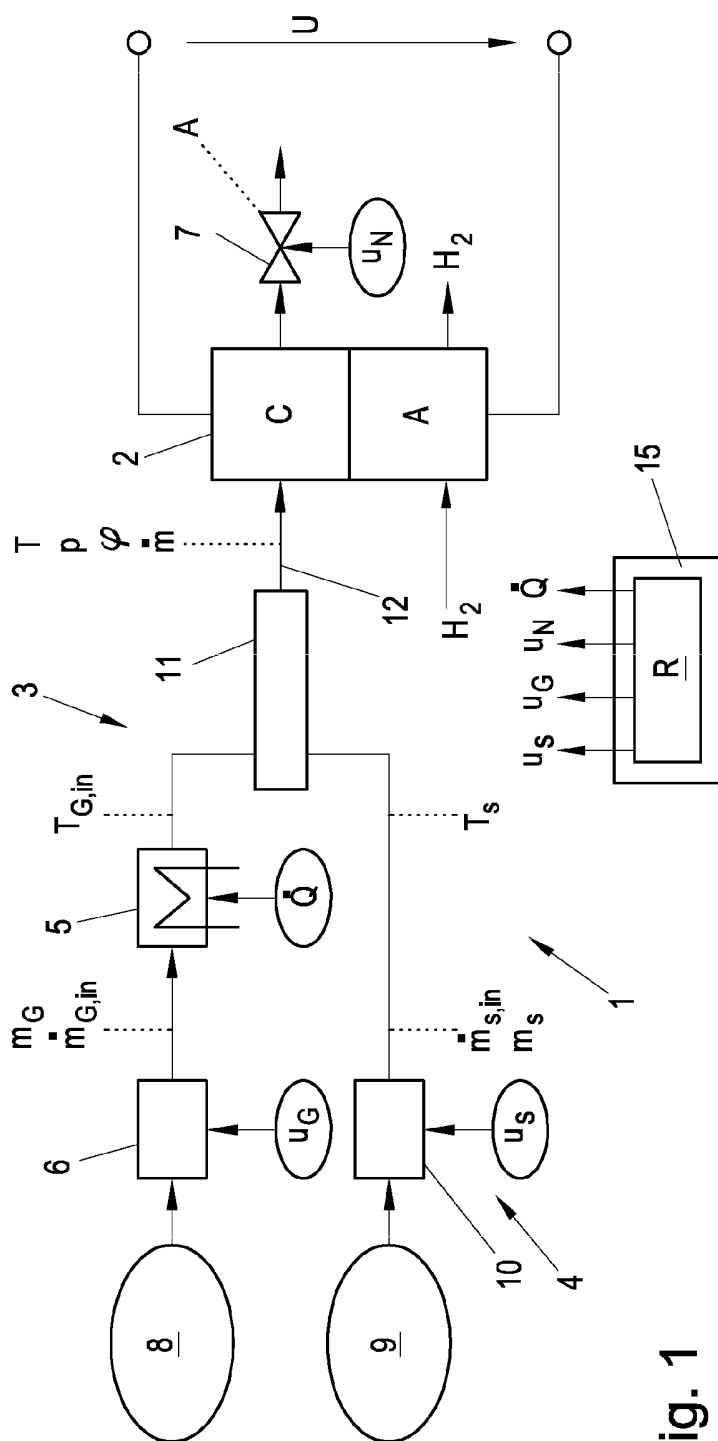 3
1
4
8
9
6
10
u_G
u_S
m_G
ṁ_G,in
ṁ_s,in
m_s
5
Q̇
T_G,in
T_s
11
12
T p φ ṁ
2
C
A
H₂
H₂
7
A
u_N
U
u_S u_G u_N Q̇
R
15
ig. 1